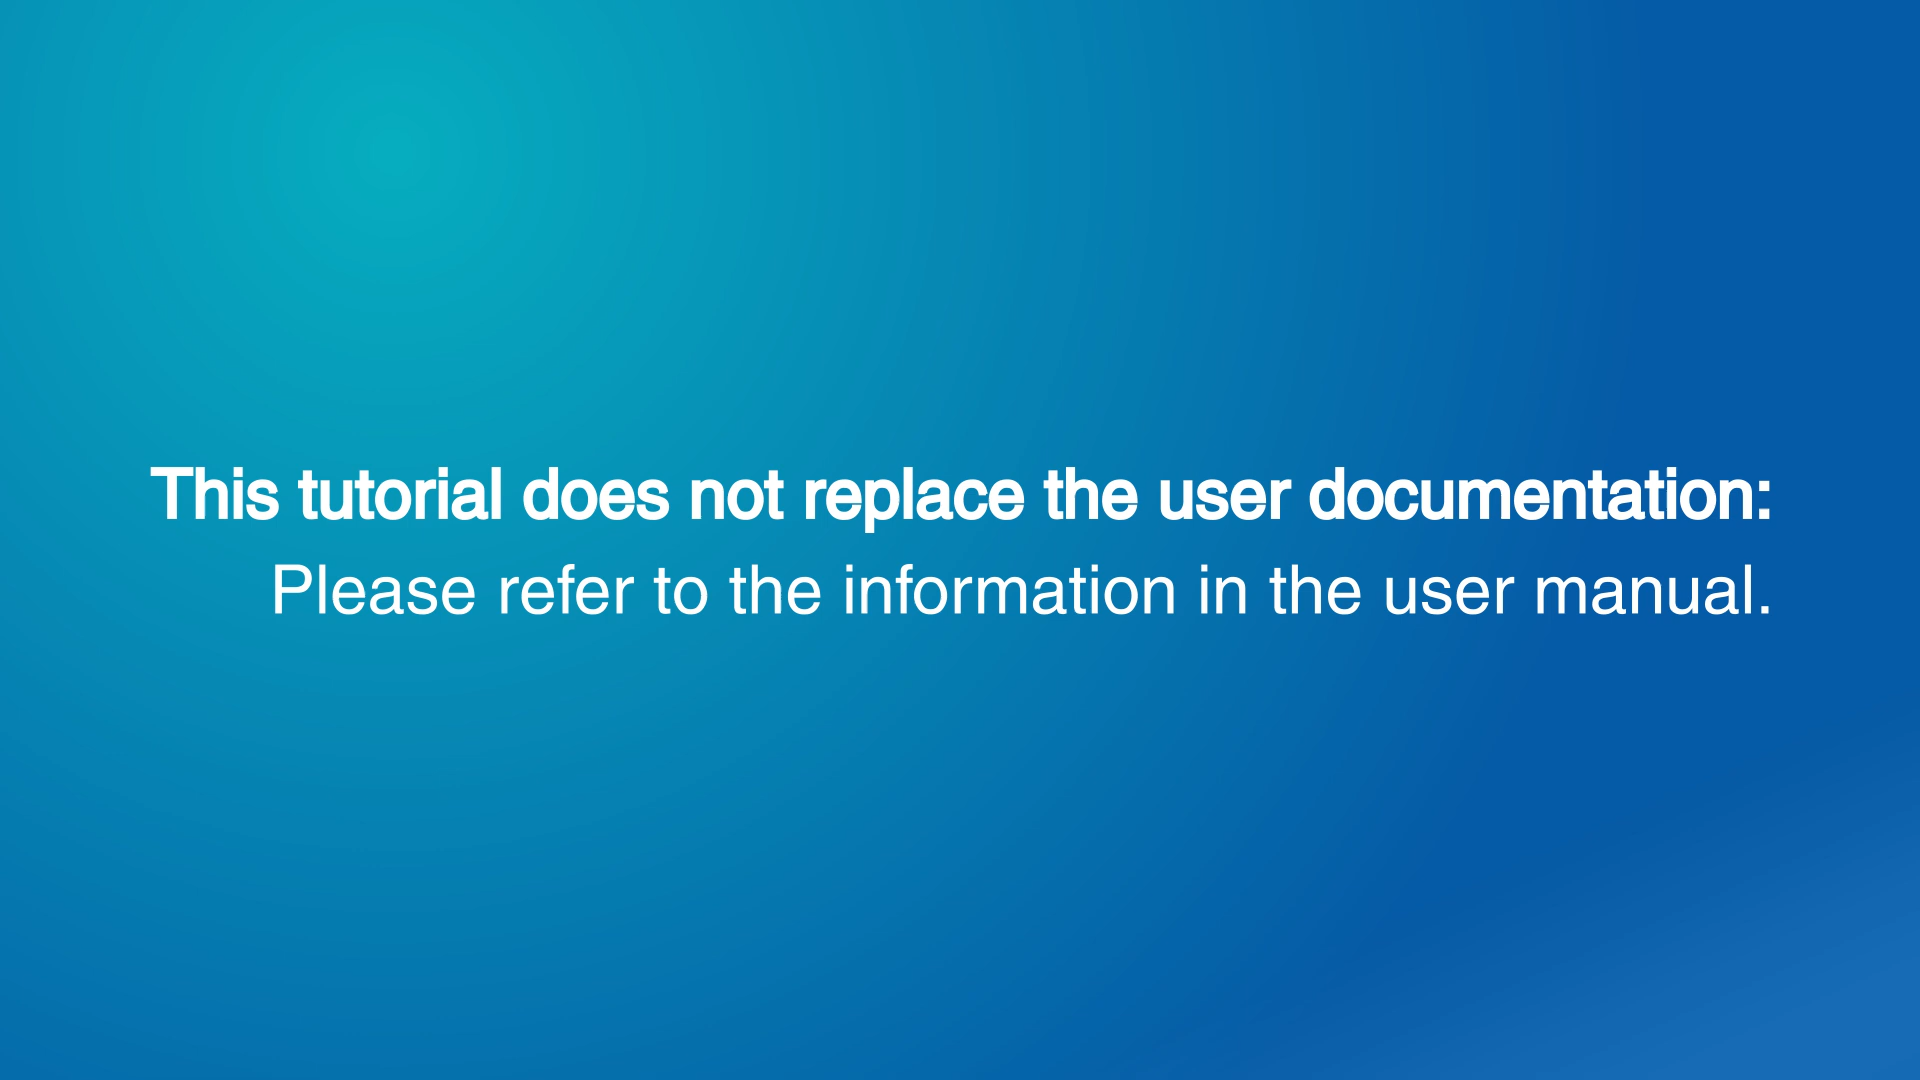 This tutorial does not replace the user documentation:
Please refer to the information in the user manual.